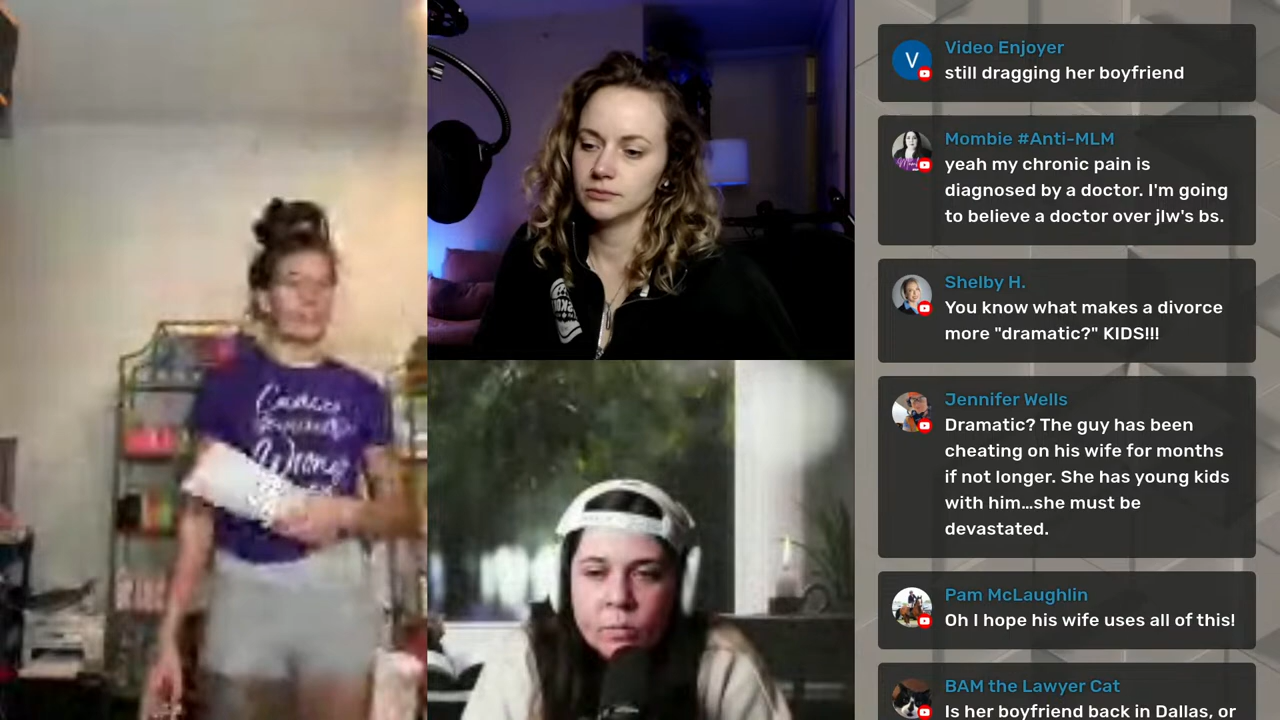 Cancer
Wrong
V
Video Enjoyer
still dragging her boyfriend
Mombie #Anti-MLM
yeah my chronic pain is
diagnosed by a doctor. I'm going
to believe a doctor over jlw's bs.
Shelby H.
You know what makes a divorce
more "dramatic?" KIDS!!!
Jennifer Wells
Dramatic? The guy has been
cheating on his wife for months
if not longer. She has young kids
with him...she must be
devastated.
Pam McLaughlin
Oh I hope his wife uses all of this!
BAM the Lawyer Cat
Is her boyfriend back in Dallas, or